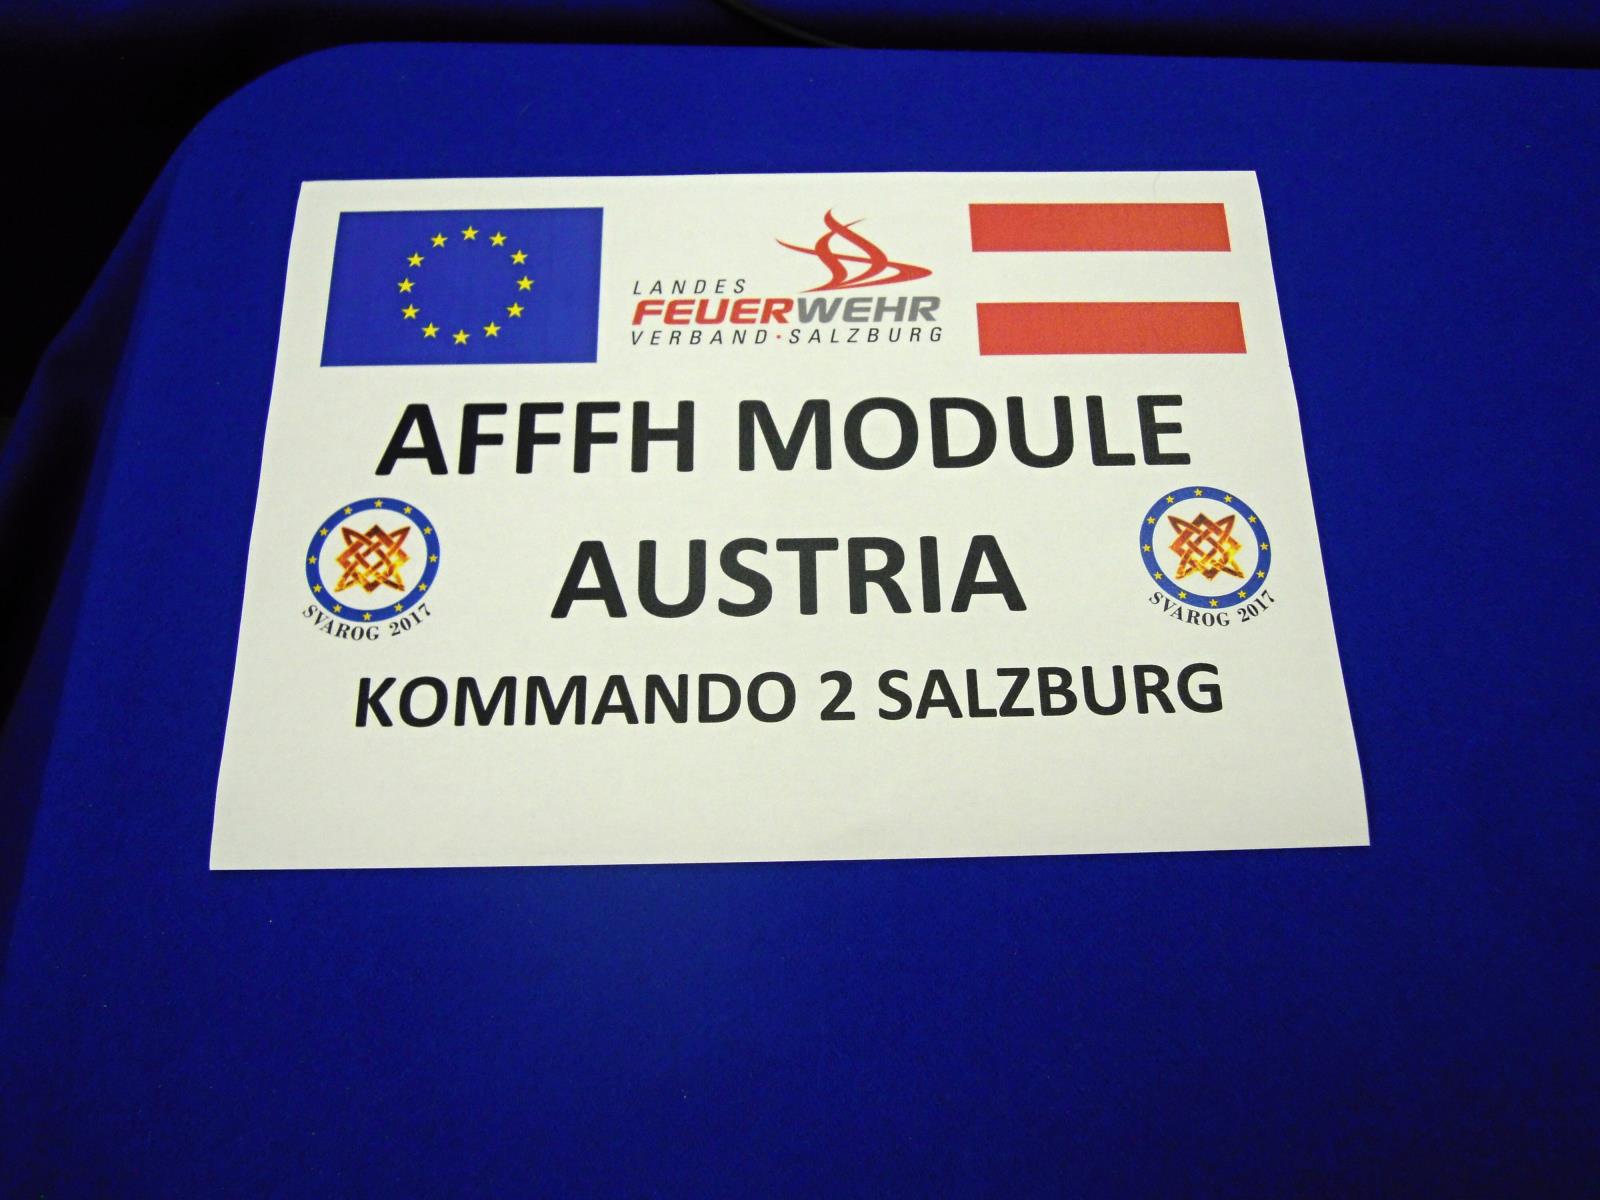 LANDES
FEUERWEHR
VERBAND·SALZBURG
AFFFH MODULE
AUSTRIA
SVAROG 2017
SVAROG 2017
KOMMANDO 2 SALZBURG